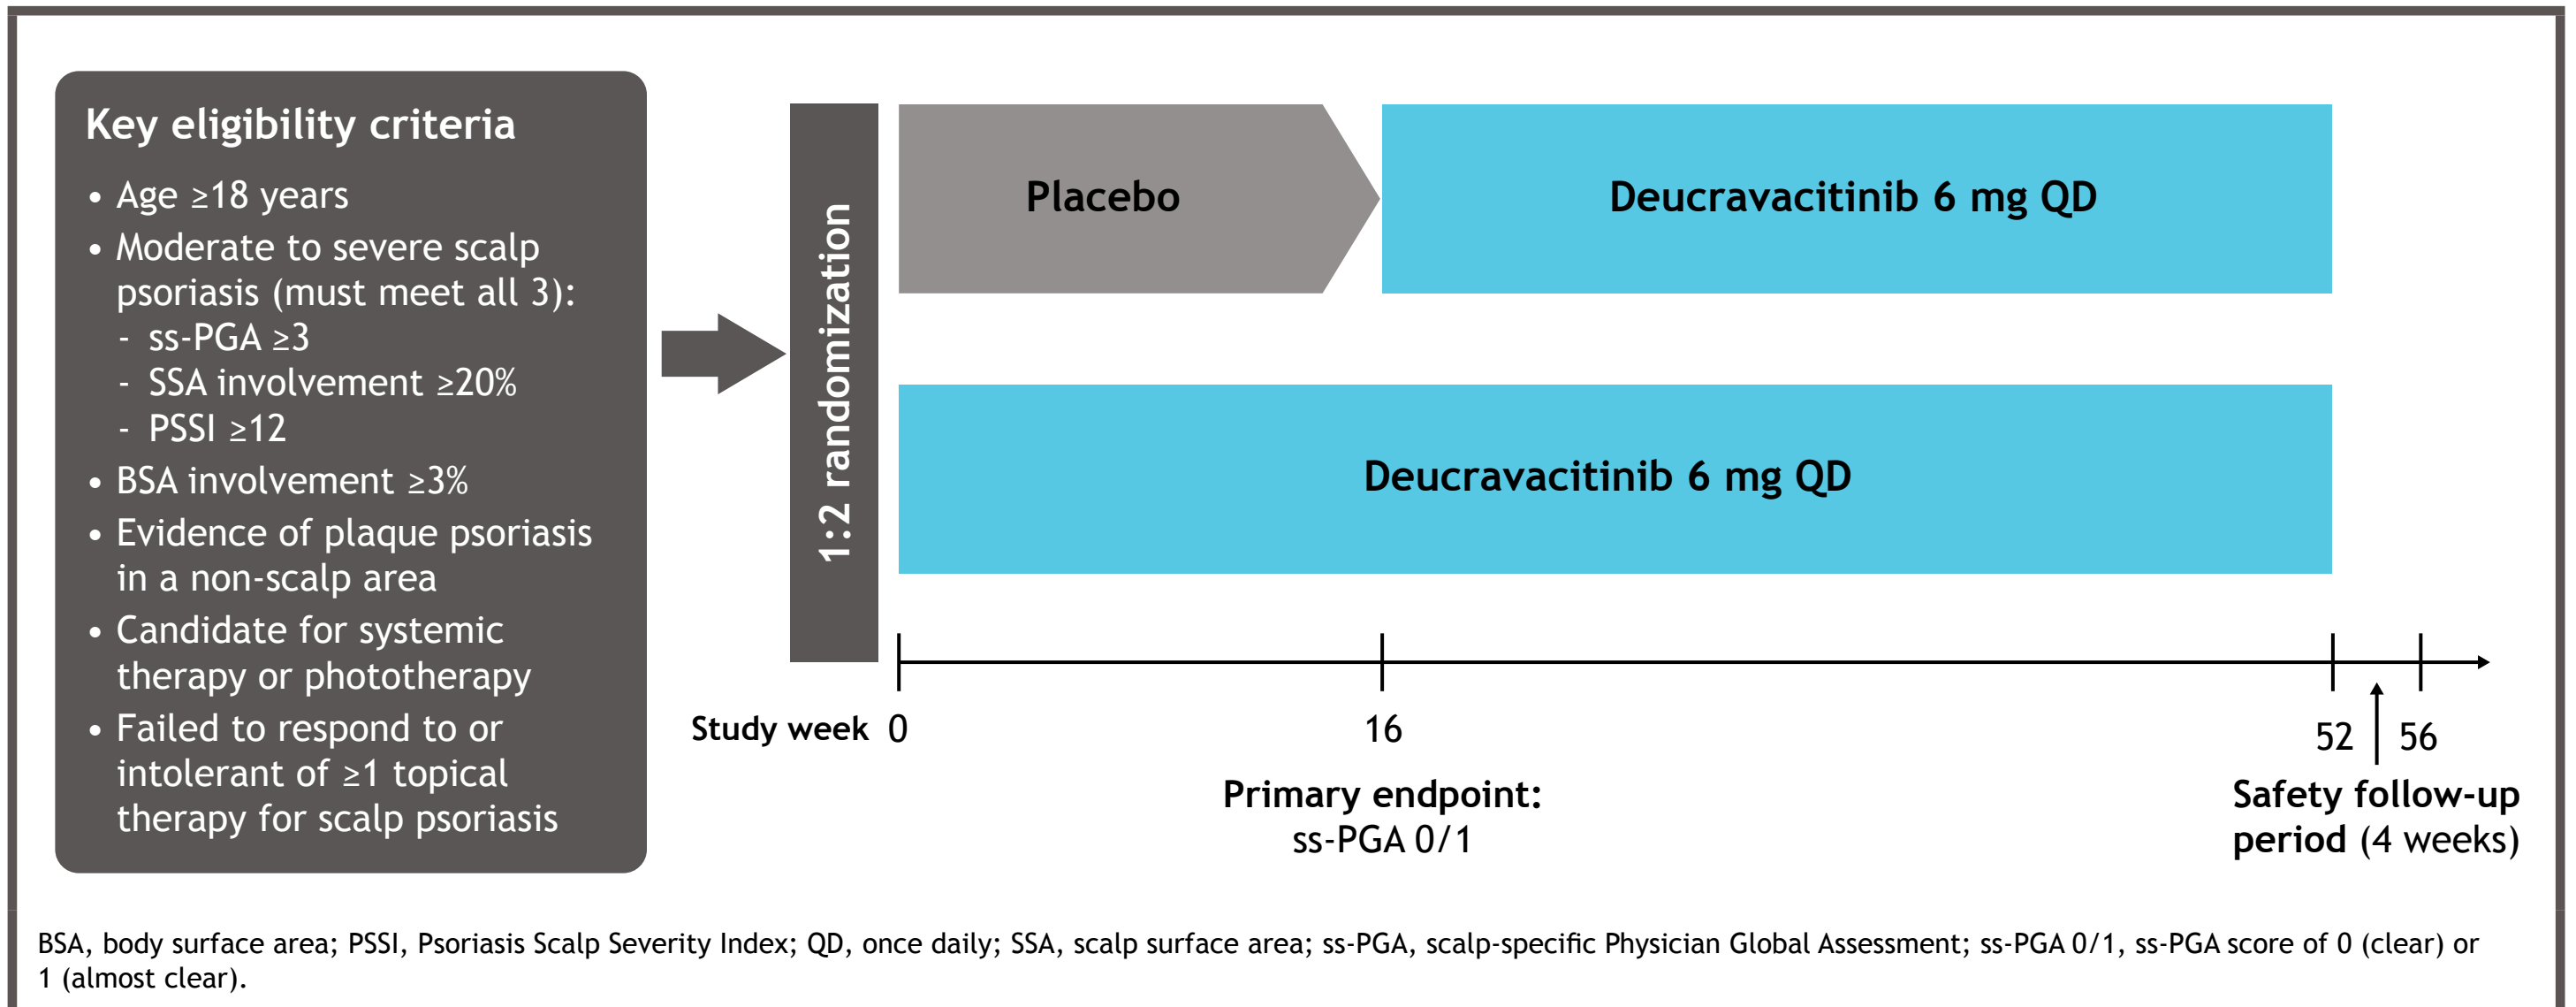 Key eligibility criteria
• Age ≥18 years
• Moderate to severe scalp
psoriasis (must meet all 3):
- ss-PGA ≥3
- SSA involvement ≥20%
- PSSI ≥12
• BSA involvement ≥3%
• Evidence of plaque psoriasis
in a non-scalp area
• Candidate for systemic
therapy or phototherapy
• Failed to respond to or
intolerant of ≥1 topical
therapy for scalp psoriasis
1:2 randomization
Placebo
Deucravacitinib 6 mg QD
Deucravacitinib 6 mg QD
Study week 0 16 52 56
Primary endpoint:
ss-PGA 0/1
Safety follow-up
period (4 weeks)
BSA, body surface area; PSSI, Psoriasis Scalp Severity Index; QD, once daily; SSA, scalp surface area; ss-PGA, scalp-specific Physician Global Assessment; ss-PGA 0/1, ss-PGA score of 0 (clear) or
1 (almost clear).